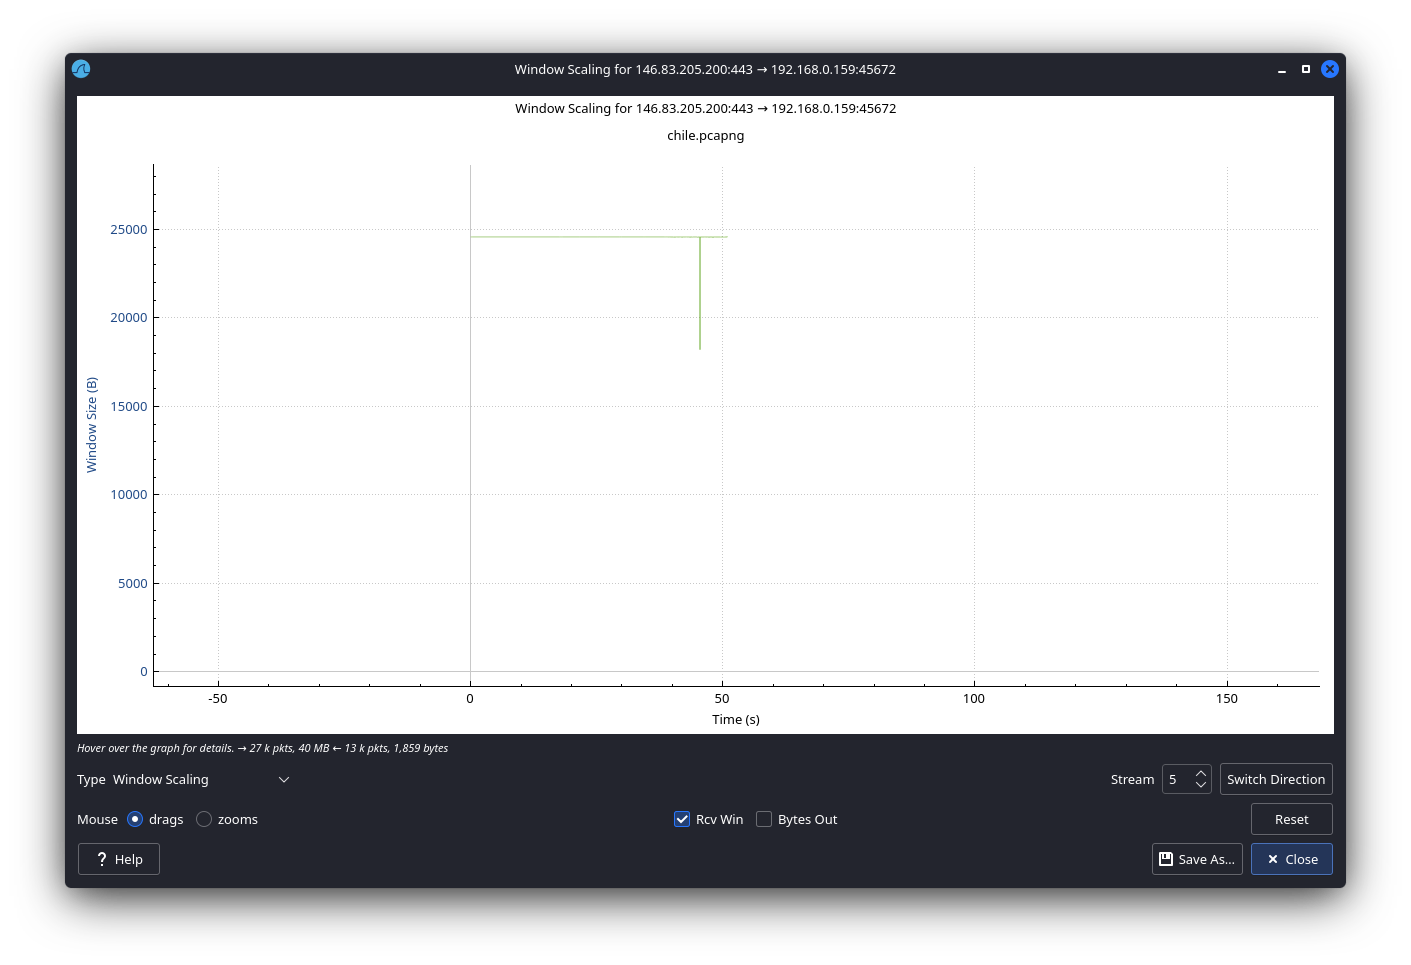 Window Scaling for 146.83.205.200:443 → 192.168.0.159:45672
Window Scaling for 146.83.205.200:443 → 192.168.0.159:45672
chile.pcapng
25000
20000
15000
10000
5000
0
Window Size (B)
-50 0 50 100 150
Time (s)
Hover over the graph for details. → 27 k pkts, 40 MB ← 13 k pkts, 1,859 bytes
Type Window Scaling Stream 5 Switch Direction
Mouse drags zooms Rcv Win Bytes Out Reset
? Help Save As... Close